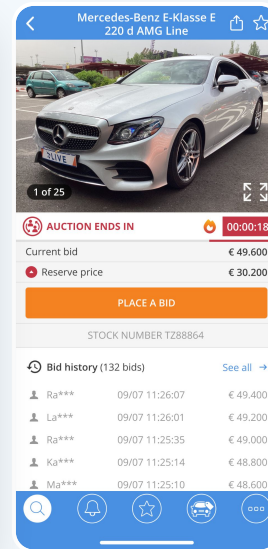 Mercedes-Benz E-Klasse E
220 d AMG Line
9LIVE
1 of 25
AUCTION ENDS IN 00:00:18
Current bid € 49.600
Reserve price € 30.200
PLACE A BID
STOCK NUMBER TZ88864
Bid history (132 bids) See all →
Ra*** 09/07 11:26:07 € 49.400
La*** 09/07 11:26:01 € 49.200
Ra*** 09/07 11:25:35 € 49.000
Ka*** 09/07 11:25:14 € 48.800
Ma*** 09/07 11:25:10 € 48.600